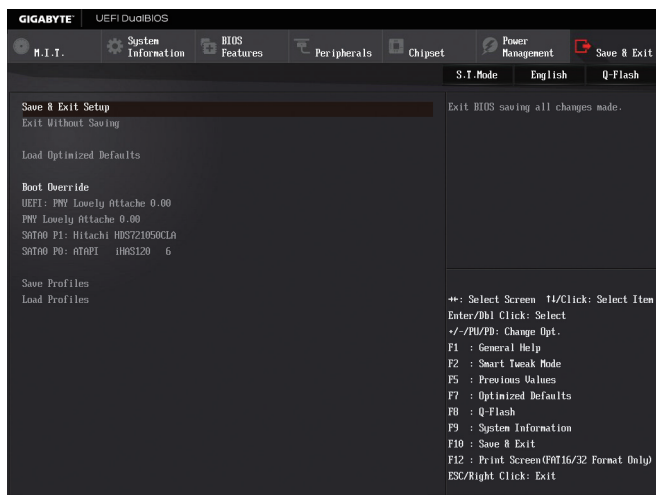 GIGABYTE™ UEFI DualBIOS
M.I.T. System Information BIOS Features Peripherals Chipset Power Management Save & Exit
S.T.Mode English Q-Flash
Save & Exit Setup
Exit Without Saving
Load Optimized Defaults
Boot Override
UEFI: PNY Lovely Attache 0.00
PNY Lovely Attache 0.00
SATA0 P1: Hitachi HDS721050CLA
SATA0 P0: ATAPI iHAS120 6
Save Profiles
Load Profiles
Exit BIOS saving all changes made.
→←: Select Screen ↑↓/Click: Select Item
Enter/Dbl Click: Select
+/-/PU/PD: Change Opt.
F1 : General Help
F2 : Smart Tweak Mode
F5 : Previous Values
F7 : Optimized Defaults
F8 : Q-Flash
F9 : System Information
F10 : Save & Exit
F12 : Print Screen(FAT16/32 Format Only)
ESC/Right Click: Exit